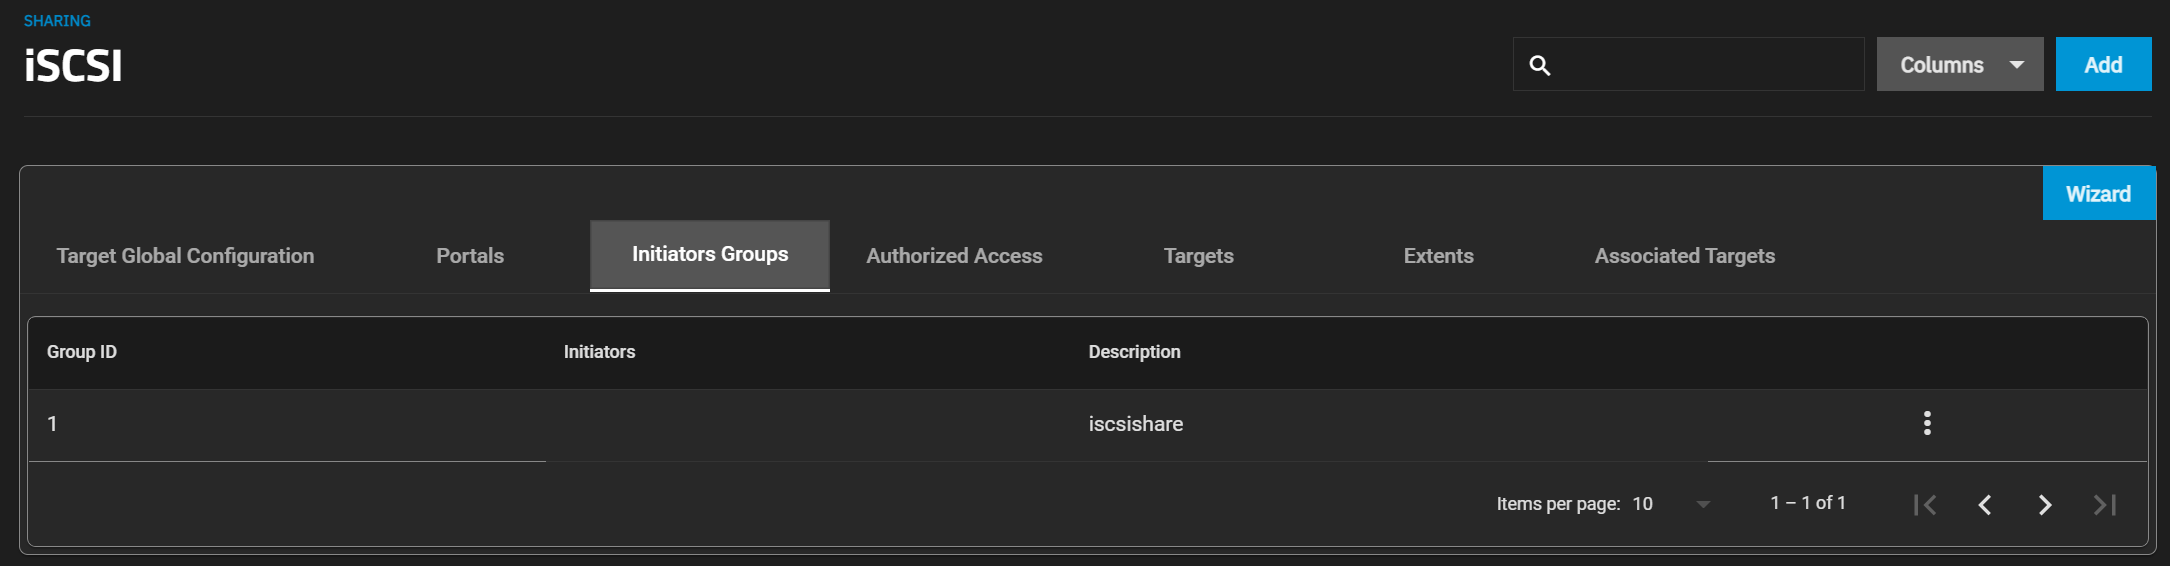 SHARING
iSCSI
Columns
Add
Wizard
Target Global Configuration
Portals
Initiators Groups
Authorized Access
Targets
Extents
Associated Targets
Group ID
Initiators
Description
1
iscsishare
Items per page: 10
1 – 1 of 1